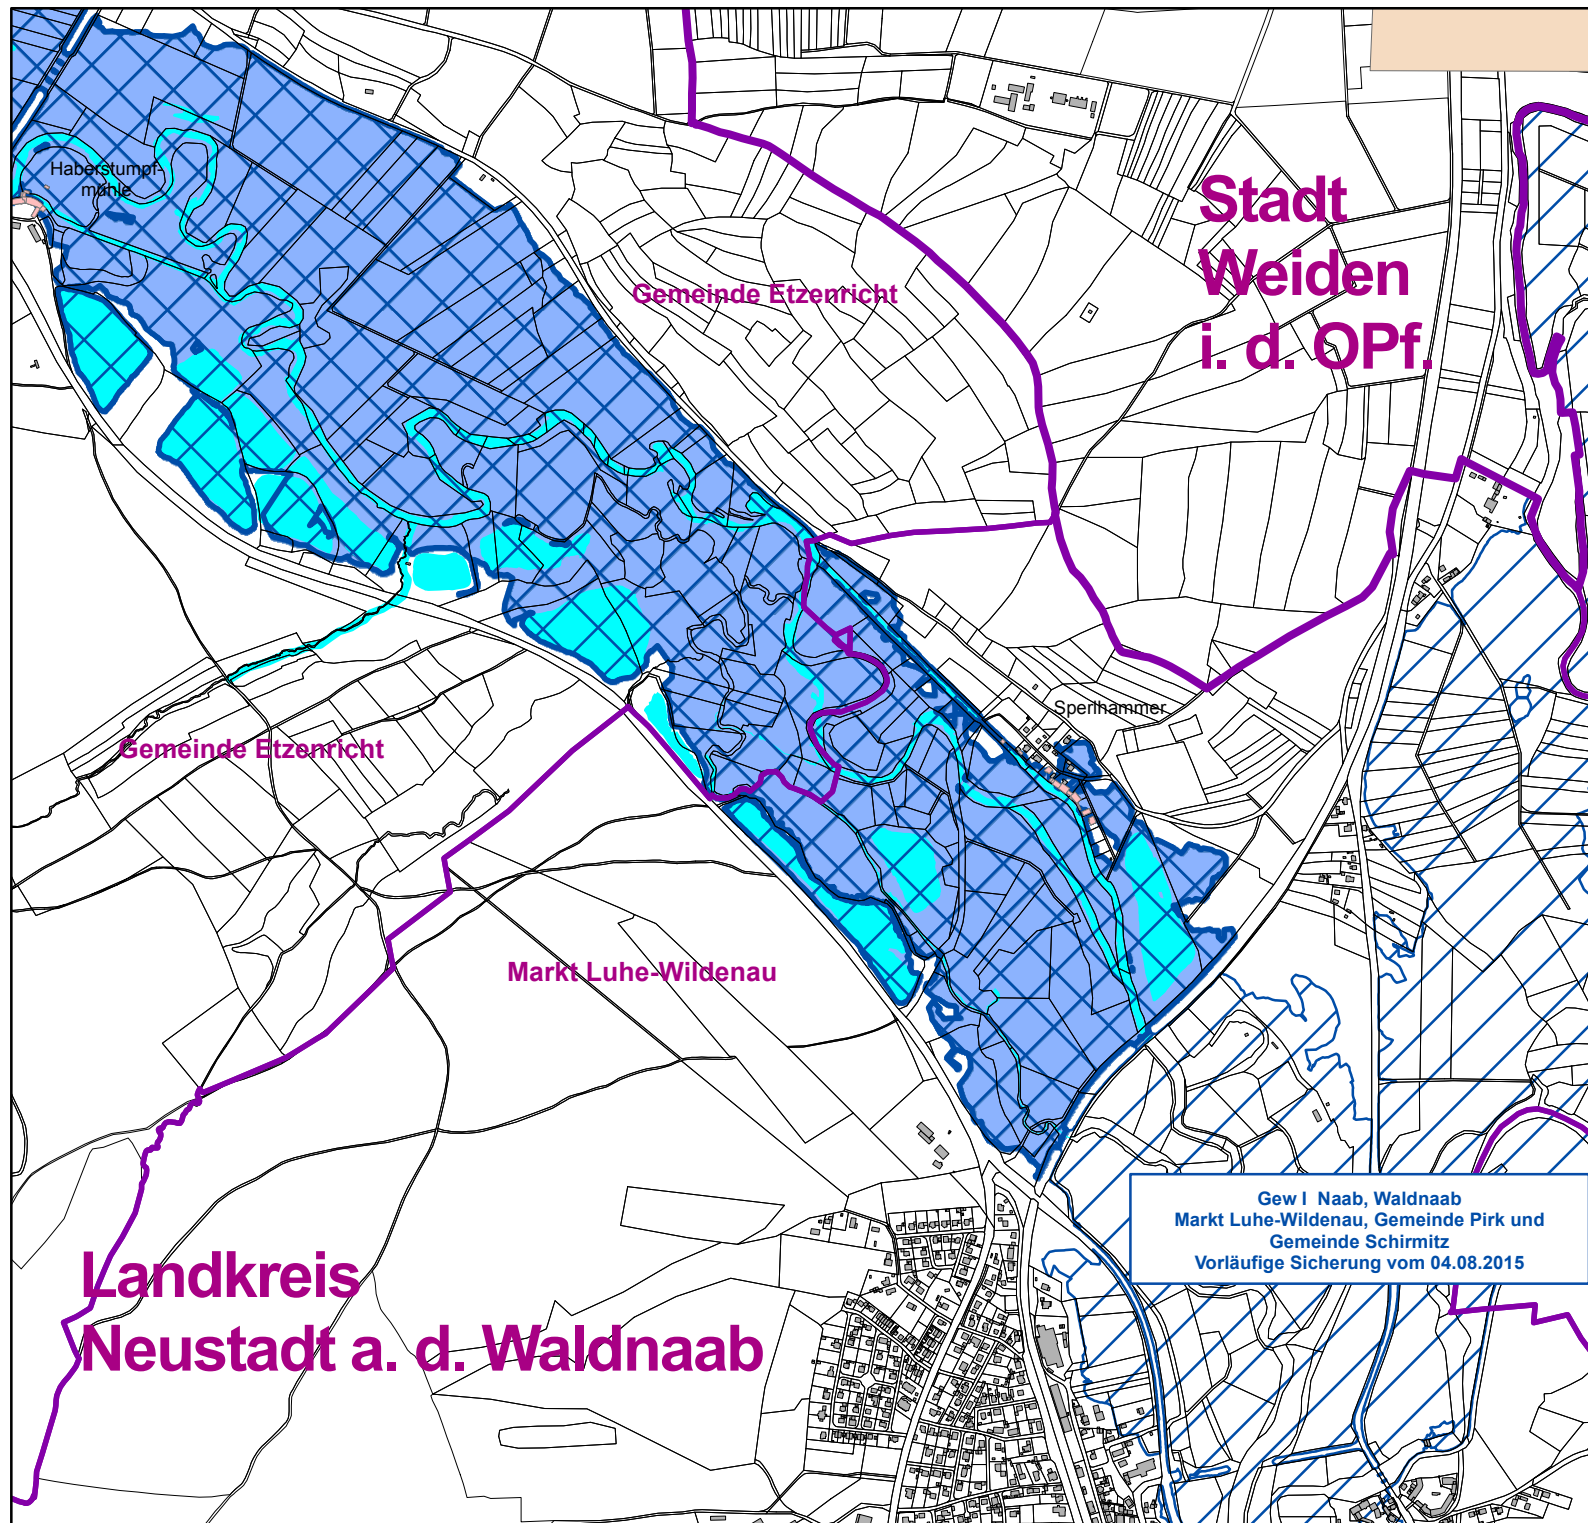 Haberstumpf-
mühle
Stadt
Weiden
i. d. OPf.
Gemeinde Etzenricht
Sperlhammer
Gemeinde Etzenricht
Markt Luhe-Wildenau
Gew I Naab, Waldnaab
Markt Luhe-Wildenau, Gemeinde Pirk und
Gemeinde Schirmitz
Vorläufige Sicherung vom 04.08.2015
Landkreis
Neustadt a. d. Waldnaab